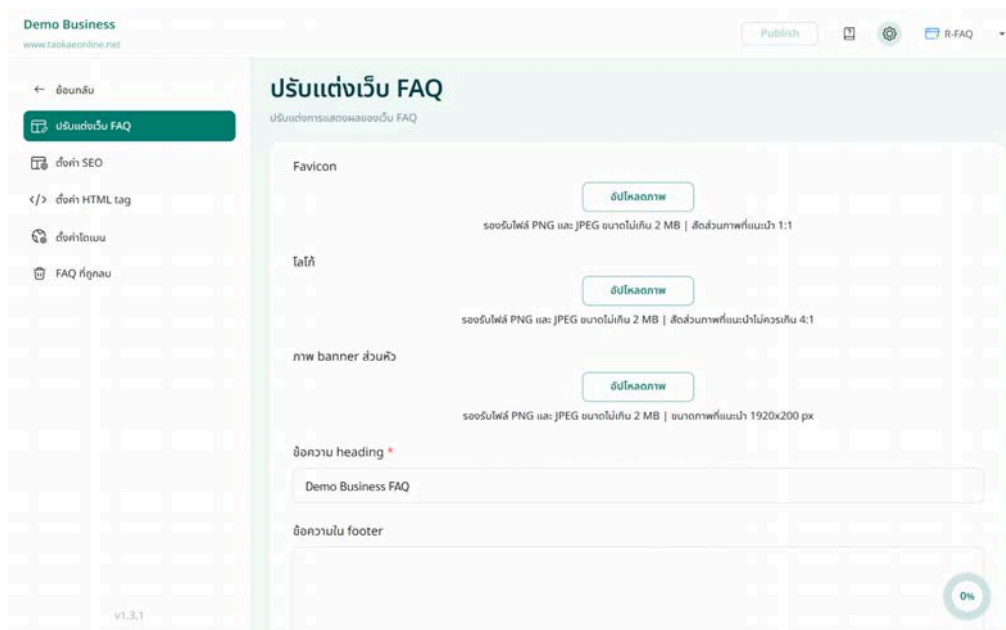 Demo Business
www.taokaeonline.net
Publish
R-FAQ
ย้อนกลับ
ปรับแต่งเว็บ FAQ
ตั้งค่า SEO
</> ตั้งค่า HTML tag
ตั้งค่าโดเมน
FAQ ที่ถูกลบ
v1.3.1
ปรับแต่งเว็บ FAQ
ปรับแต่งการแสดงผลของเว็บ FAQ
Favicon
อัปโหลดภาพ
รองรับไฟล์ PNG และ JPEG ขนาดไม่เกิน 2 MB | สัดส่วนภาพที่แนะนำ 1:1
โลโก้
อัปโหลดภาพ
รองรับไฟล์ PNG และ JPEG ขนาดไม่เกิน 2 MB | สัดส่วนภาพที่แนะนำไม่ควรเกิน 4:1
ภาพ banner ส่วนหัว
อัปโหลดภาพ
รองรับไฟล์ PNG และ JPEG ขนาดไม่เกิน 2 MB | ขนาดภาพที่แนะนำ 1920x200 px
ข้อความ heading *
Demo Business FAQ
ข้อความใน footer
0%